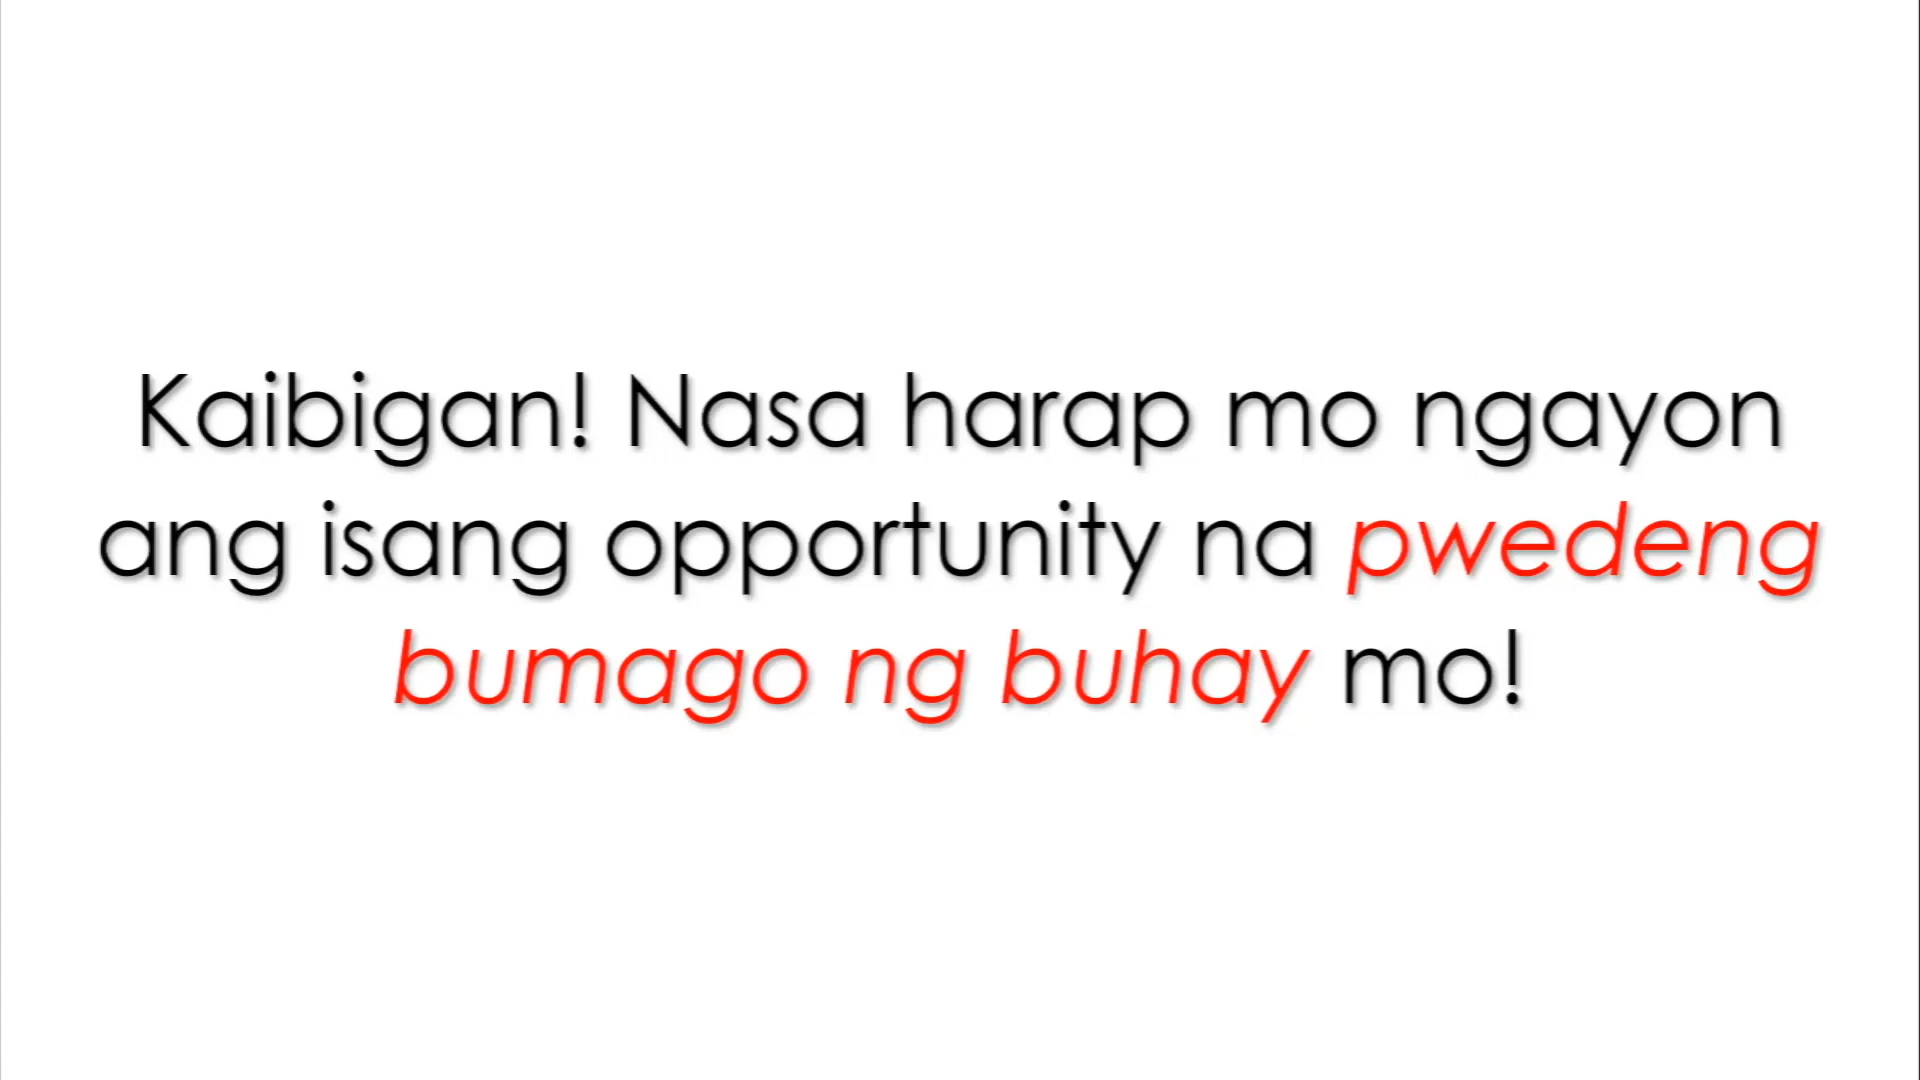 Kaibigan! Nasa harap mo ngayon
ang isang opportunity na pwedeng
bumago ng buhay mo!